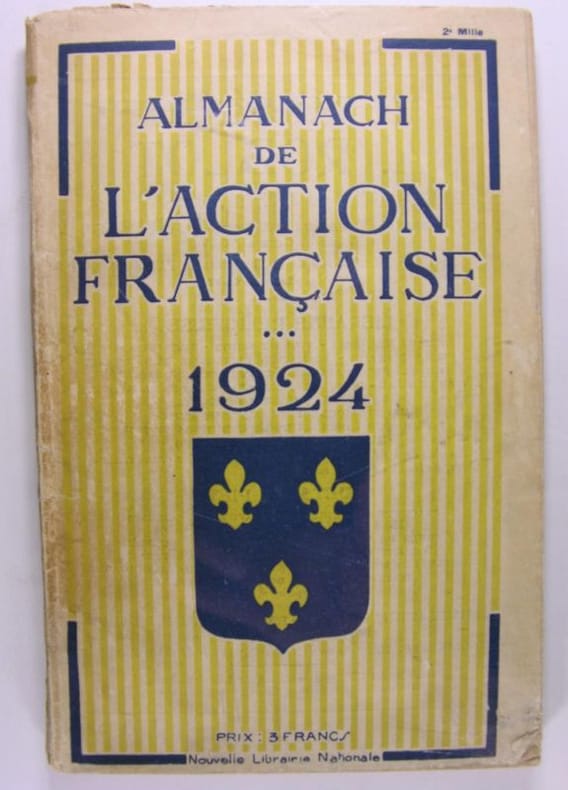 2e Mille
ALMANACH
DE
L'ACTION
FRANÇAISE
...
1924
PRIX : 3 FRANCS
Nouvelle Librairie Nationale